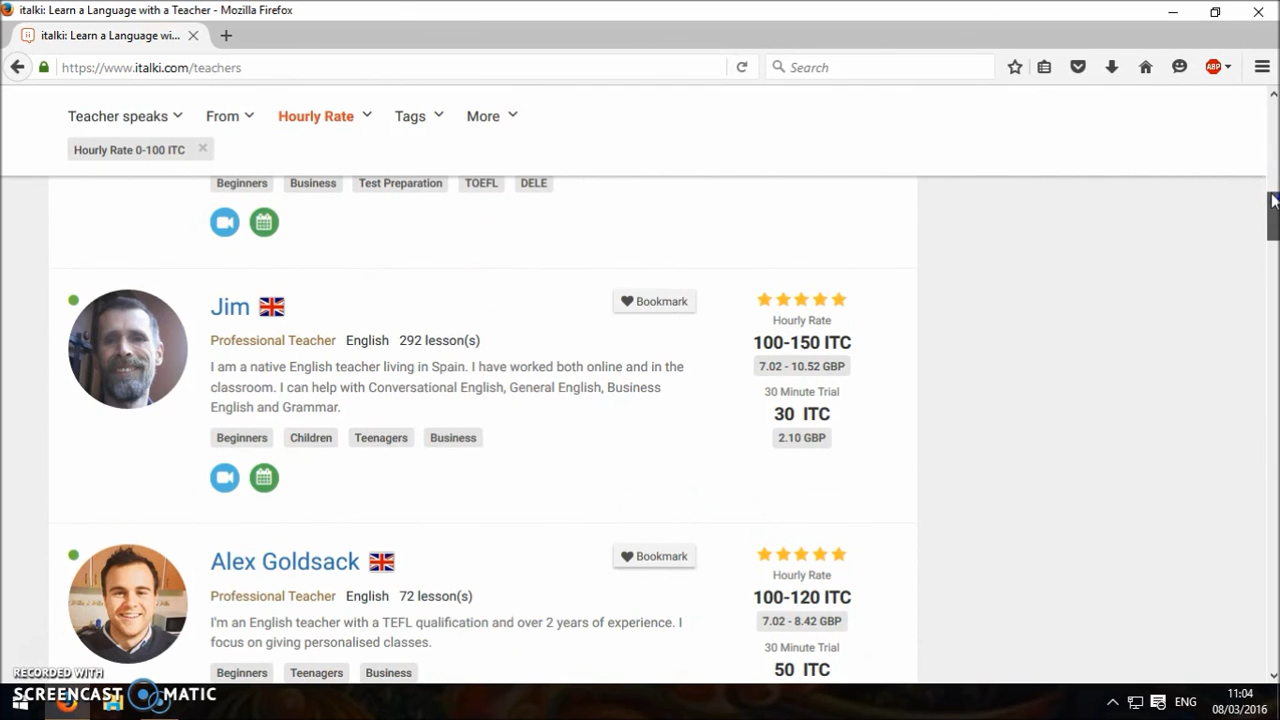 italki: Learn a Language with a Teacher - Mozilla Firefox
italki: Learn a Language wi...
https://www.italki.com/teachers
Search
ABP
Teacher speaks
From
Hourly Rate
Tags
More
Hourly Rate 0-100 ITC
Beginners Business Test Preparation TOEFL DELE
Jim
Bookmark
Professional Teacher English 292 lesson(s)
I am a native English teacher living in Spain. I have worked both online and in the
classroom. I can help with Conversational English, General English, Business
English and Grammar.
Beginners Children Teenagers Business
Hourly Rate
100-150 ITC
7.02 - 10.52 GBP
30 Minute Trial
30 ITC
2.10 GBP
Alex Goldsack
Bookmark
Professional Teacher English 72 lesson(s)
I'm an English teacher with a TEFL qualification and over 2 years of experience. I
focus on giving personalised classes.
Beginners Teenagers Business
Hourly Rate
100-120 ITC
7.02 - 8.42 GBP
30 Minute Trial
50 ITC
RECORDED WITH
SCREENCAST MATIC
ENG
11:04
08/03/2016